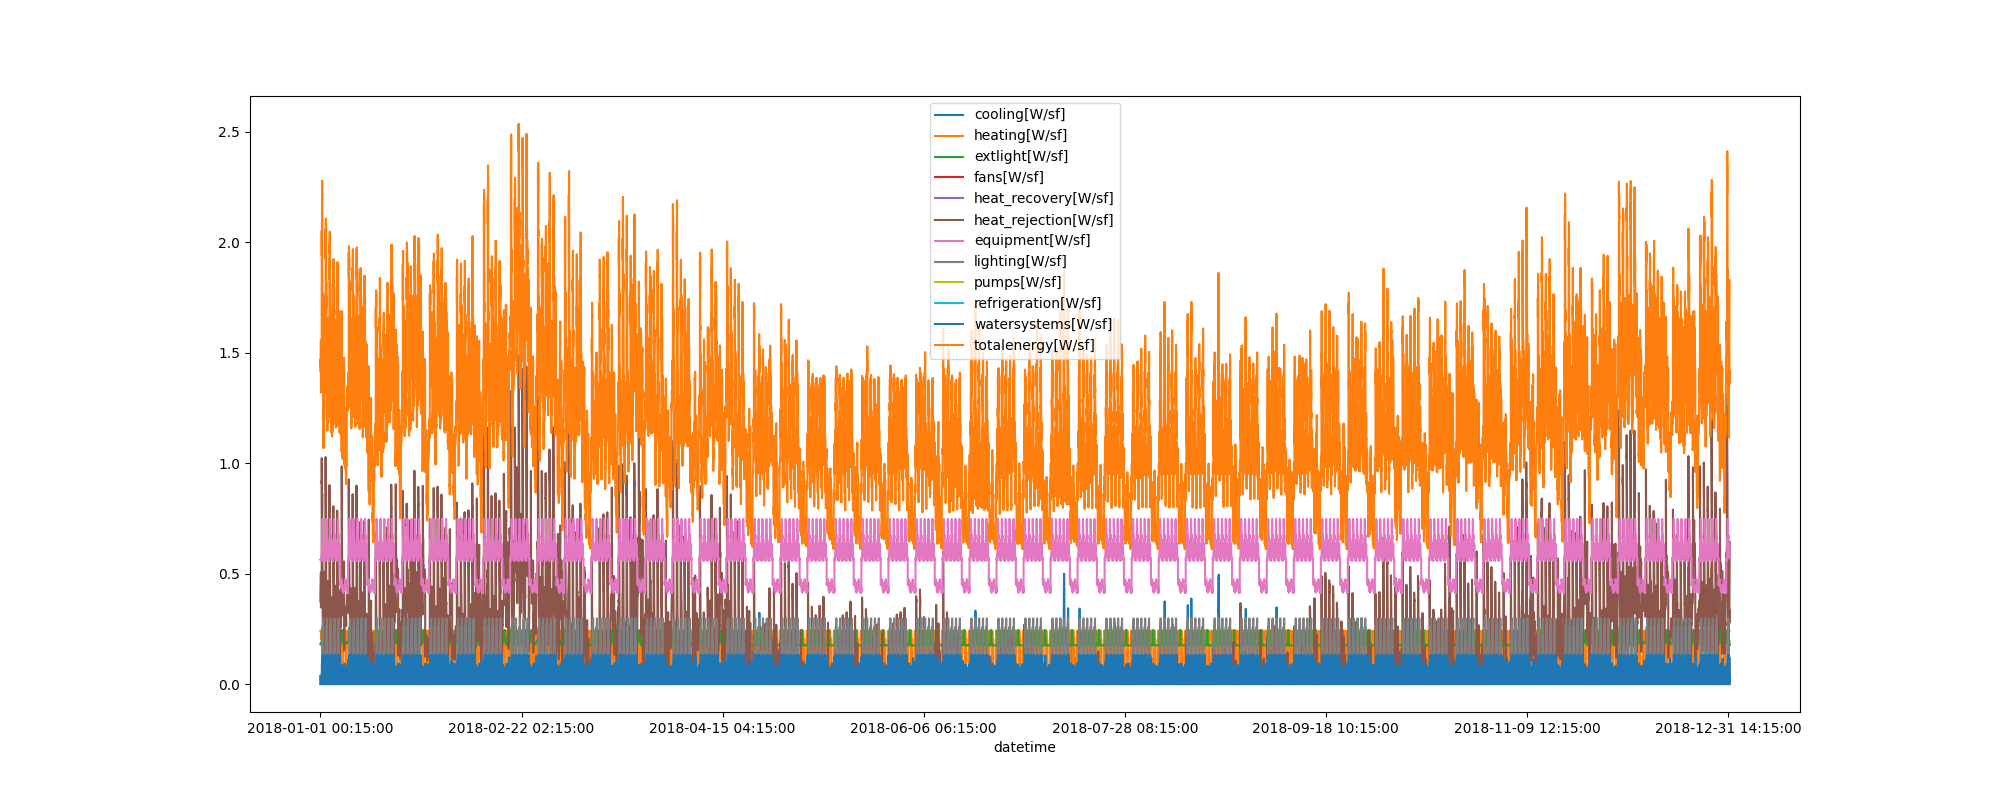 2.5
2.0
1.5
1.0
0.5
0.0
cooling[W/sf]
heating[W/sf]
extlight[W/sf]
fans[W/sf]
heat_recovery[W/sf]
heat_rejection[W/sf]
equipment[W/sf]
lighting[W/sf]
pumps[W/sf]
refrigeration[W/sf]
watersystems[W/sf]
totalenergy[W/sf]
2018-01-01 00:15:00
2018-02-22 02:15:00
2018-04-15 04:15:00
2018-06-06 06:15:00
2018-07-28 08:15:00
2018-09-18 10:15:00
2018-11-09 12:15:00
2018-12-31 14:15:00
datetime